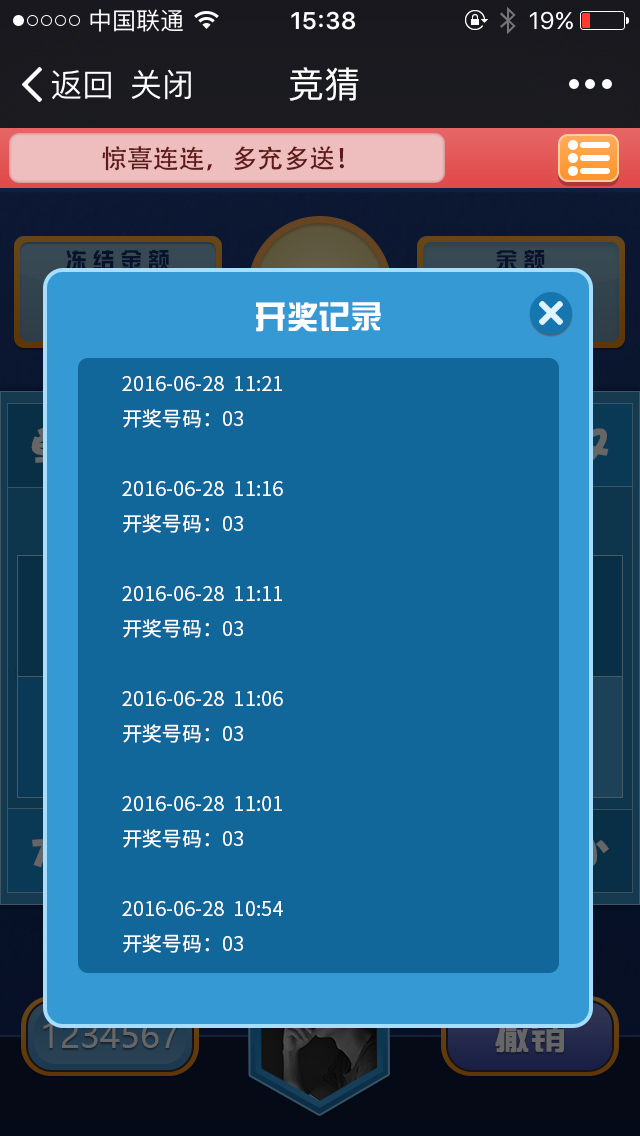 中国联通 15:38 19%
返回 关闭 竞猜
惊喜连连，多充多送！
冻结金额 余额
开奖记录
2016-06-28 11:21
开奖号码：03
2016-06-28 11:16
开奖号码：03
2016-06-28 11:11
开奖号码：03
2016-06-28 11:06
开奖号码：03
2016-06-28 11:01
开奖号码：03
2016-06-28 10:54
开奖号码：03
1234567 撤销